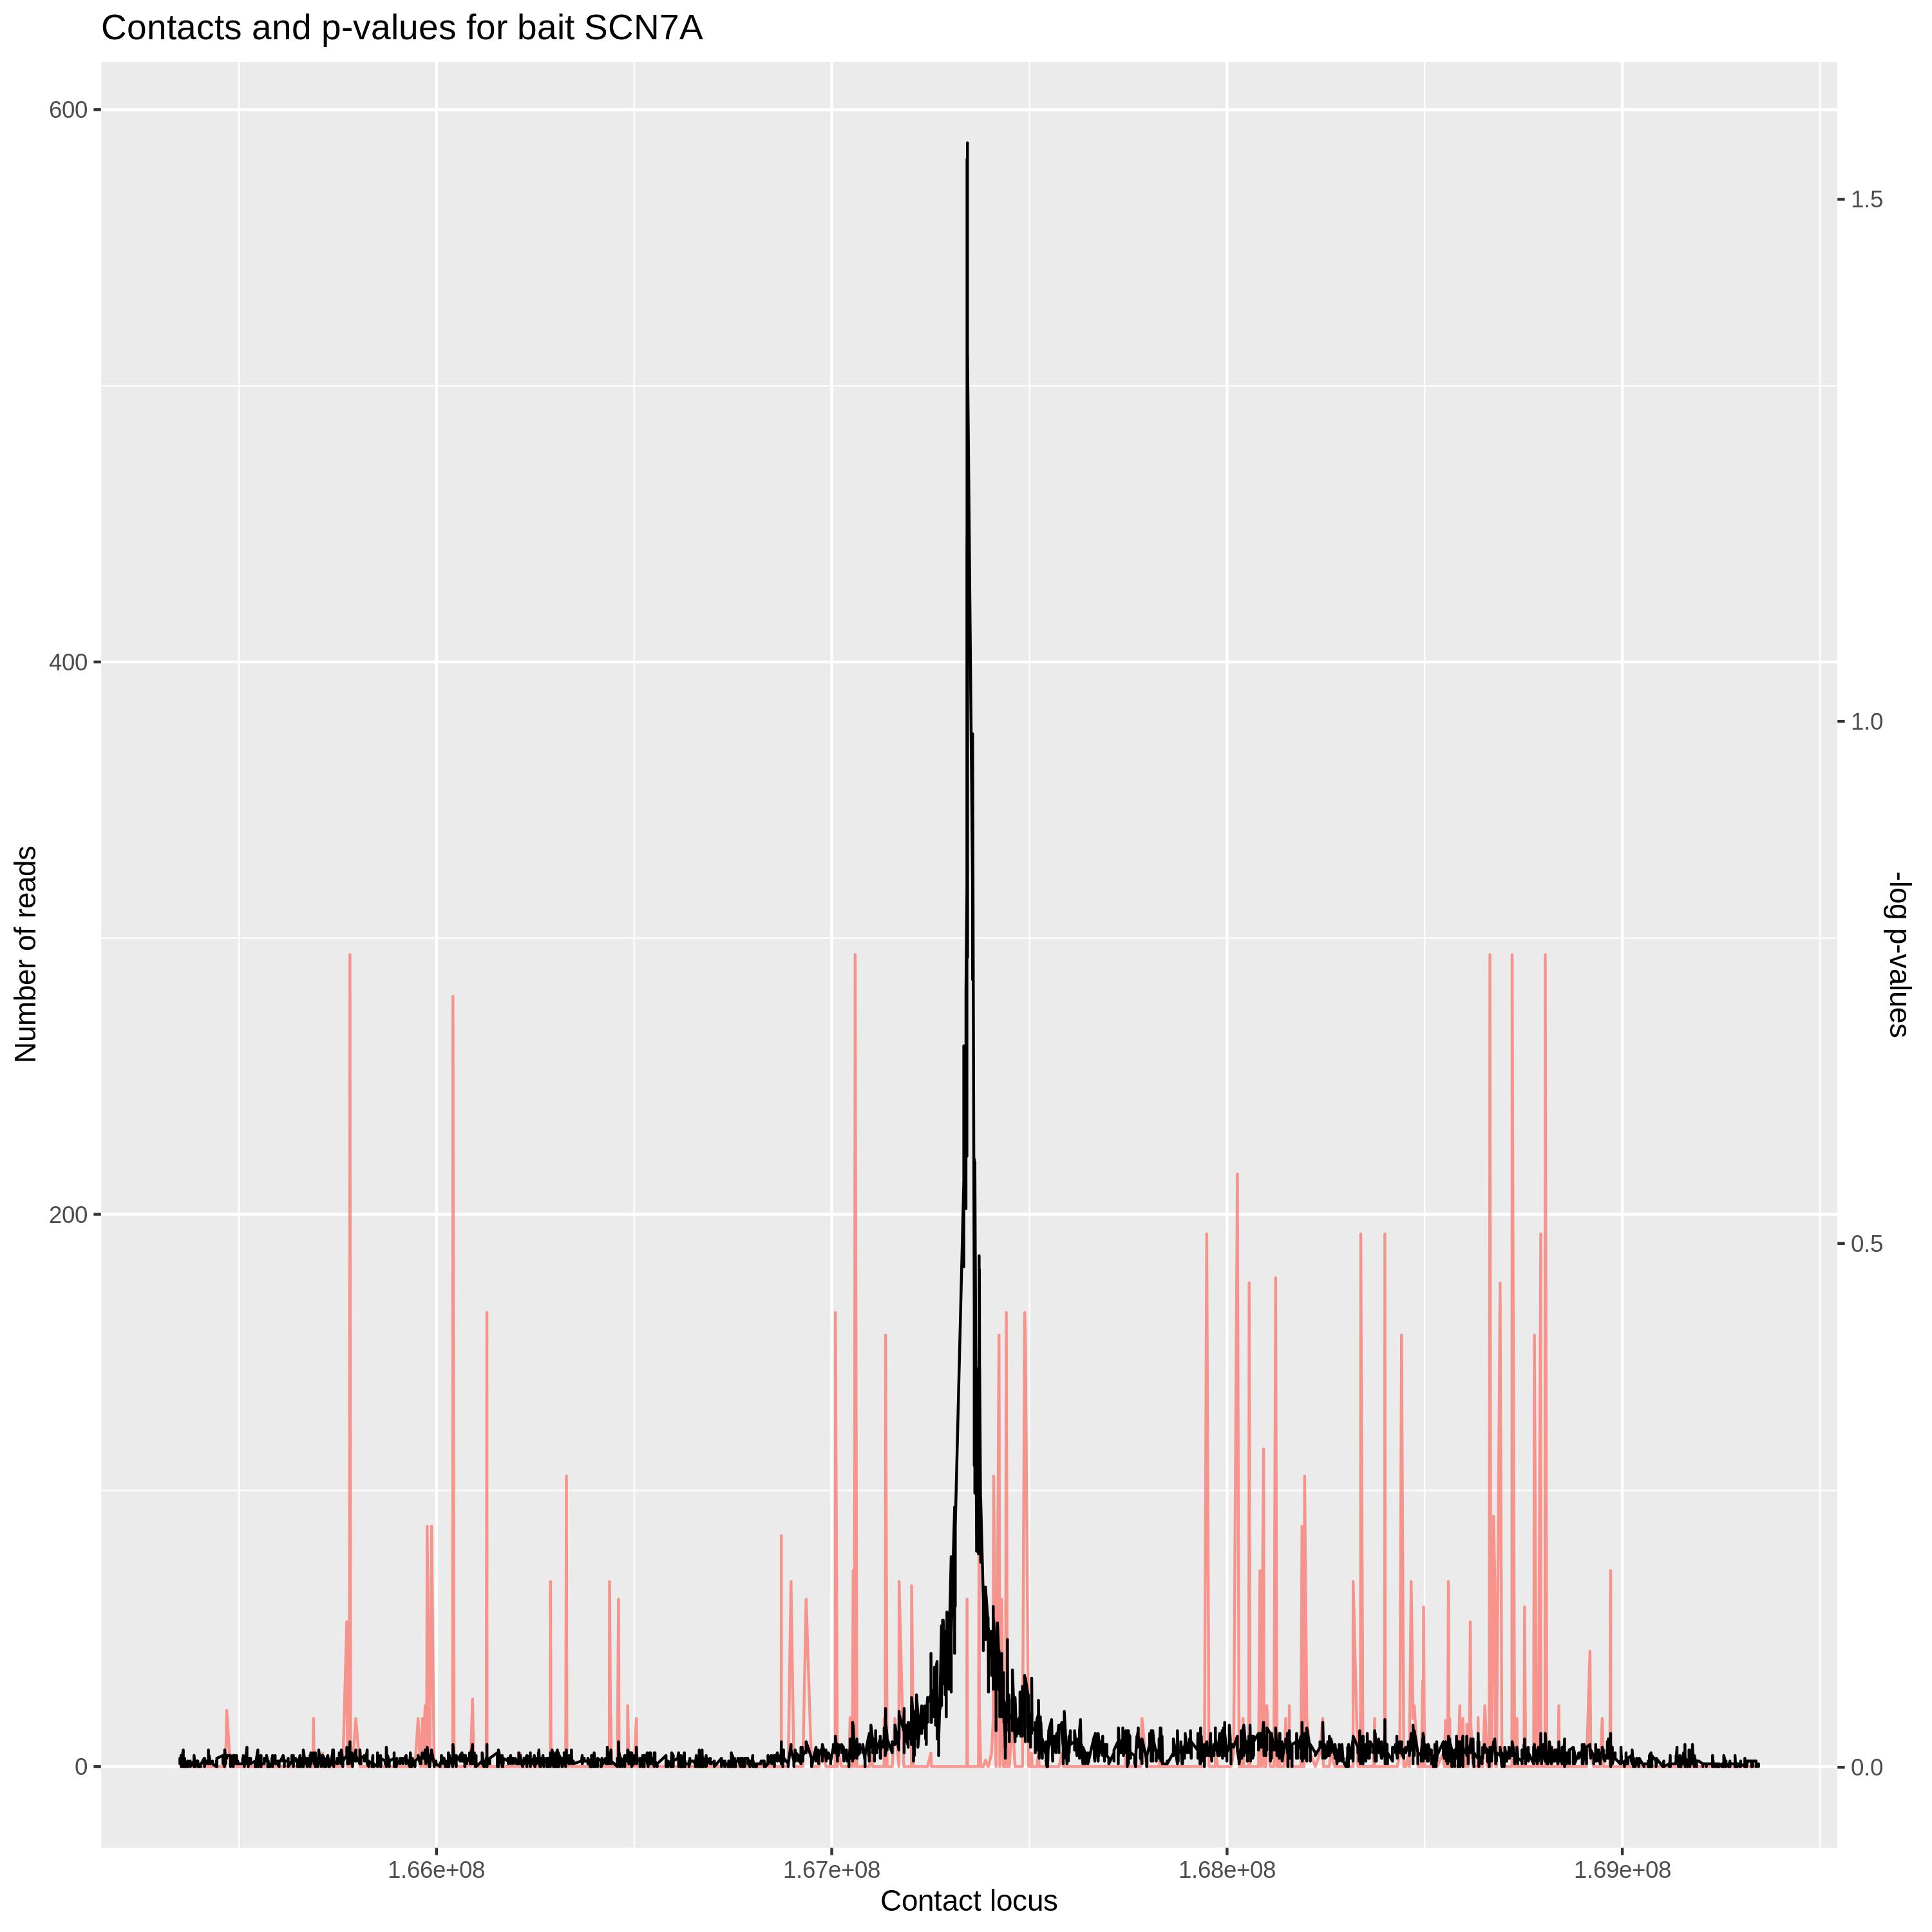 Contacts and p-values for bait SCN7A
600
400
200
0
Number of reads
1.5
1.0
0.5
0.0
-log p-values
1.66e+08
1.67e+08
1.68e+08
1.69e+08
Contact locus